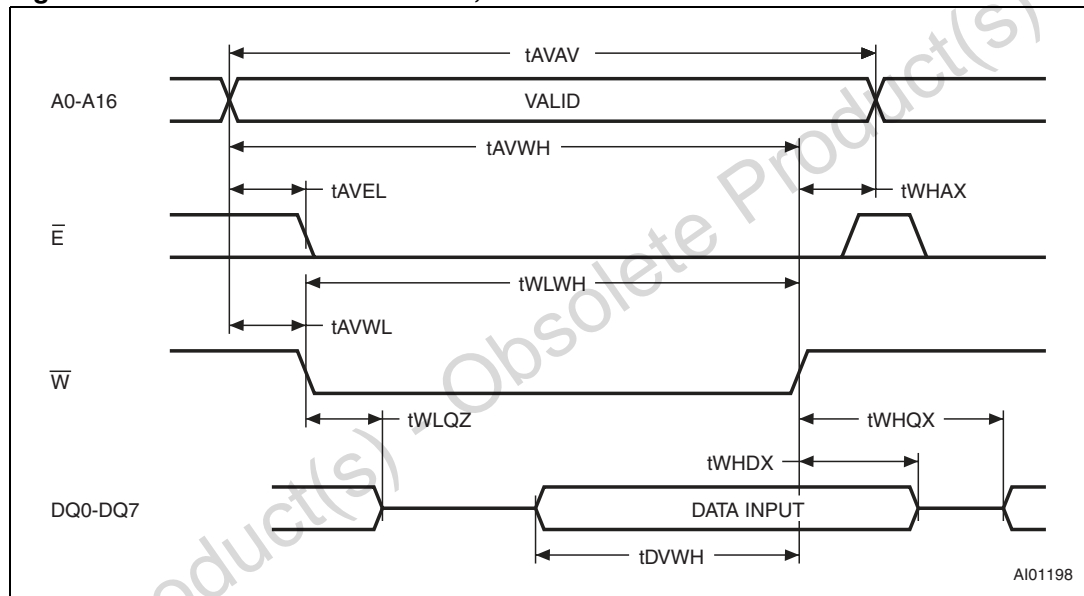 tAVAV
A0-A16
VALID
tAVWH
tAVEL
tWHAX
E
tWLWH
tAVWL
W
tWLQZ
tWHQX
tWHDX
DQ0-DQ7
DATA INPUT
tDVWH
AI01198
oduct(s) - Obsolete Product(s)